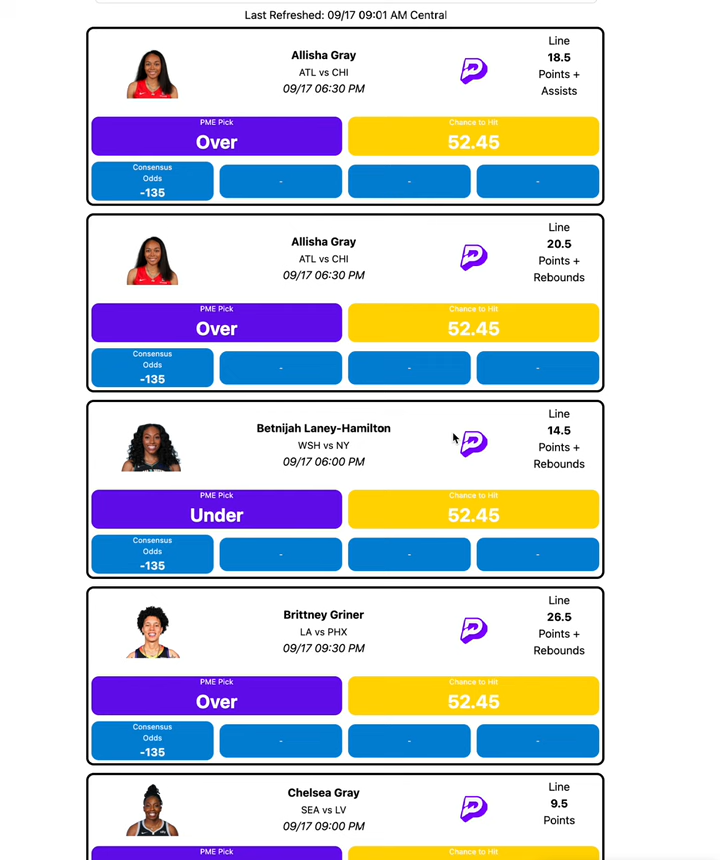 Last Refreshed: 09/17 09:01 AM Central
Allisha Gray
ATL vs CHI
09/17 06:30 PM
Line
18.5
Points +
Assists
PME Pick
Over
Chance to Hit
52.45
Consensus
Odds
-135
-
-
-
Allisha Gray
ATL vs CHI
09/17 06:30 PM
Line
20.5
Points +
Rebounds
PME Pick
Over
Chance to Hit
52.45
Consensus
Odds
-135
-
-
-
Betnijah Laney-Hamilton
WSH vs NY
09/17 06:00 PM
Line
14.5
Points +
Rebounds
PME Pick
Under
Chance to Hit
52.45
Consensus
Odds
-135
-
-
-
Brittney Griner
LA vs PHX
09/17 09:30 PM
Line
26.5
Points +
Rebounds
PME Pick
Over
Chance to Hit
52.45
Consensus
Odds
-135
-
-
-
Chelsea Gray
SEA vs LV
09/17 09:00 PM
Line
9.5
Points
PME Pick
Chance to Hit